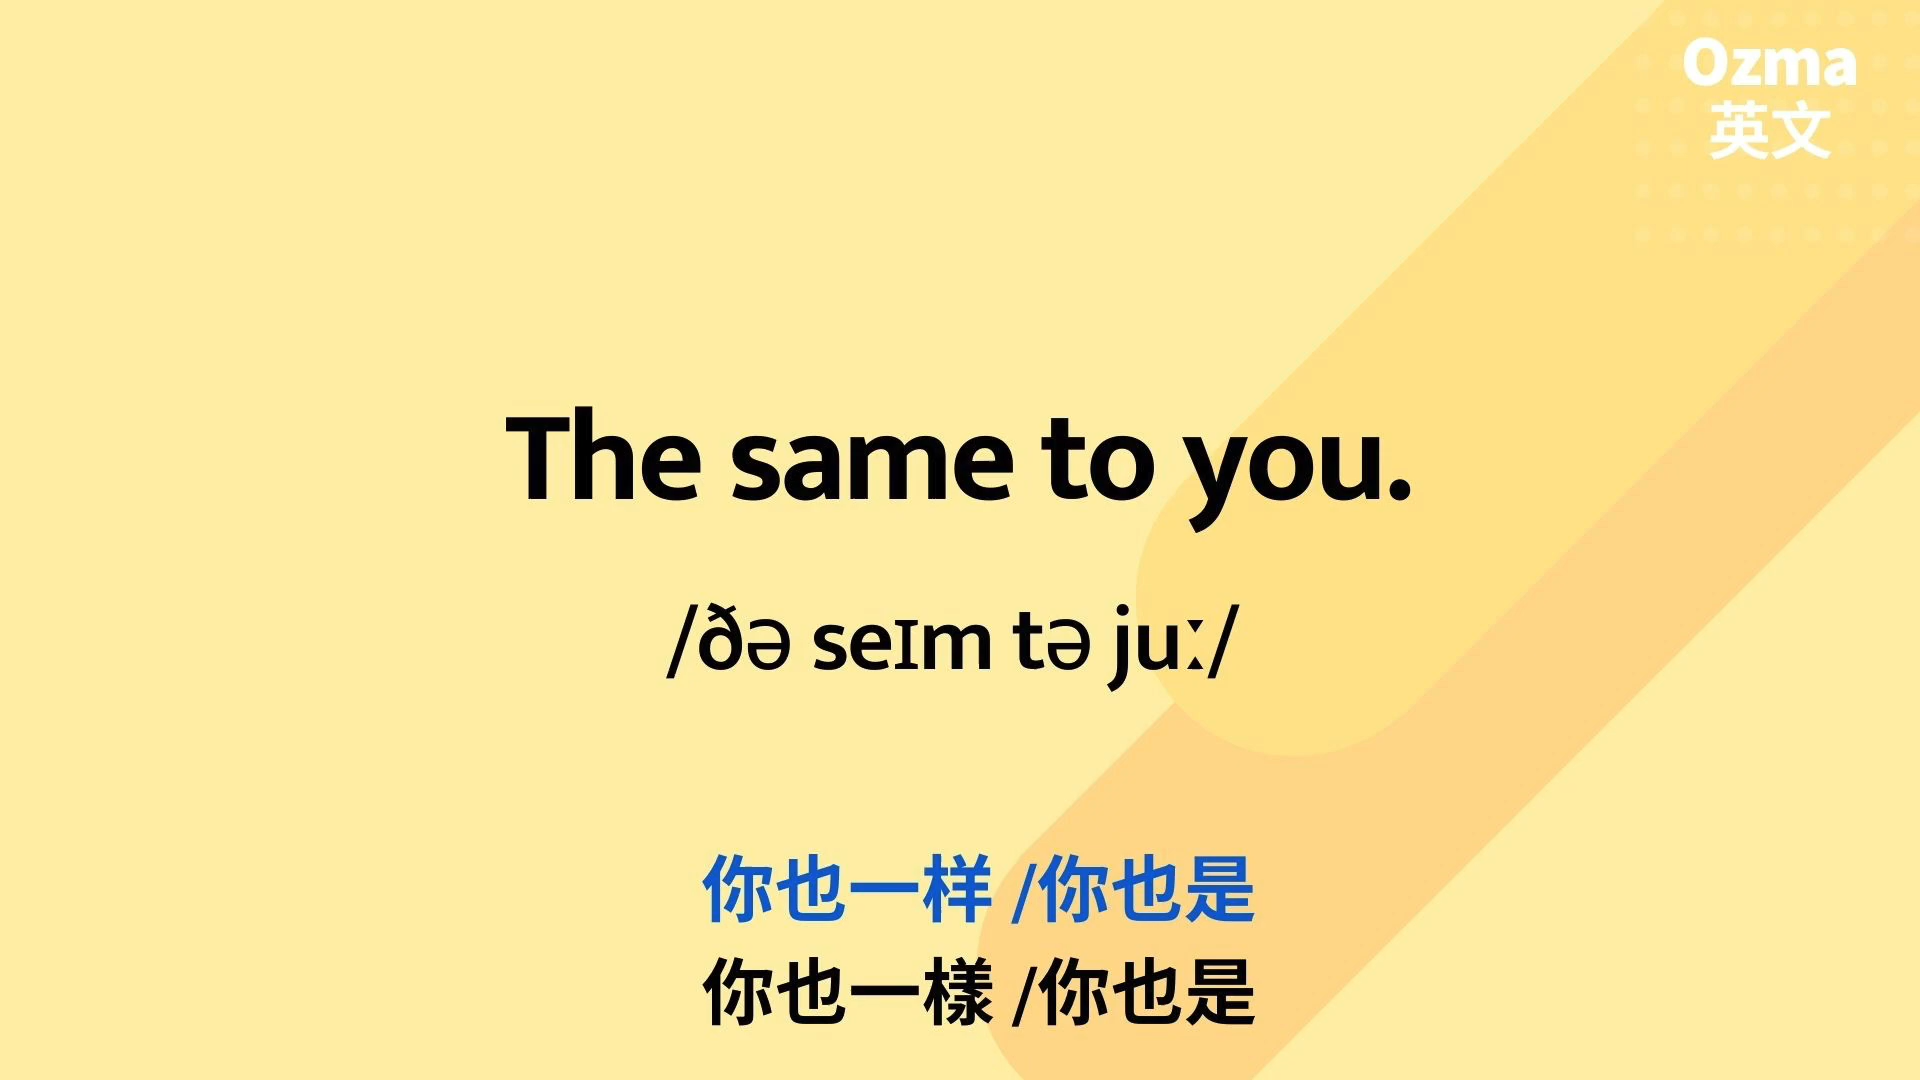 Ozma
英文
The same to you.
/ðə seɪm tə juː/
你也一样 /你也是
你也一樣 /你也是